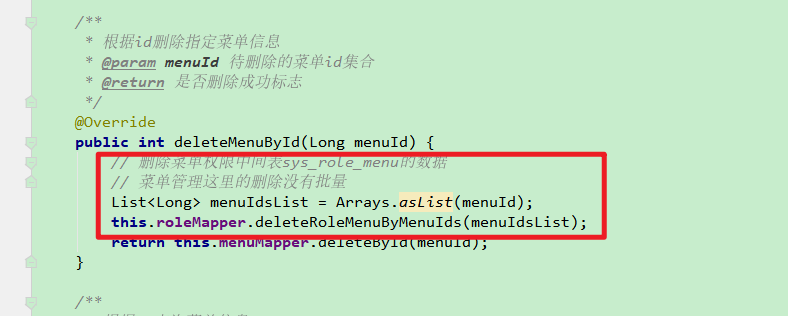 /**
* 根据id删除指定菜单信息
* @param menuId 待删除的菜单id集合
* @return 是否删除成功标志
*/
@Override
public int deleteMenuById(Long menuId) {
// 删除菜单权限中间表sys_role_menu的数据
// 菜单管理这里的删除没有批量
List<Long> menuIdsList = Arrays.asList(menuId);
this.roleMapper.deleteRoleMenuByMenuIds(menuIdsList);
return this.menuMapper.deleteById(menuId);
}
/**